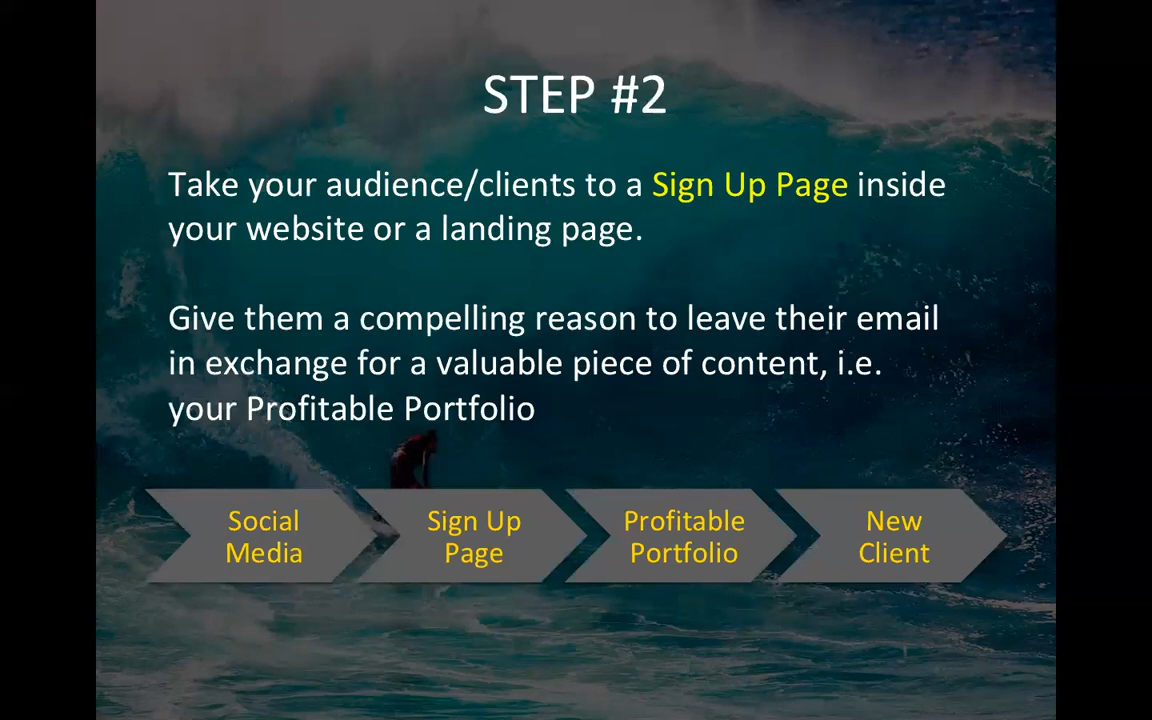 STEP #2
Take your audience/clients to a Sign Up Page inside
your website or a landing page.
Give them a compelling reason to leave their email
in exchange for a valuable piece of content, i.e.
your Profitable Portfolio
Social
Media
Sign Up
Page
Profitable
Portfolio
New
Client